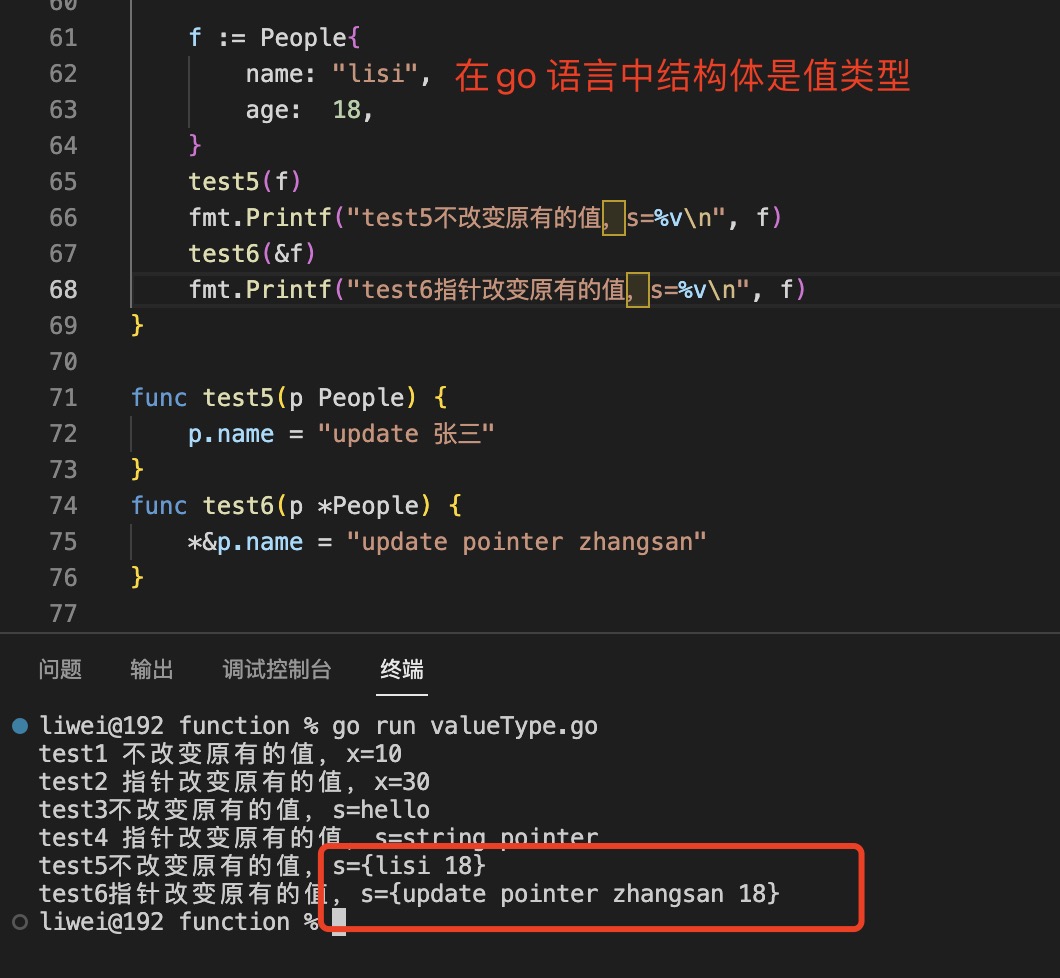 60
61 f := People{
62 name: "lisi", 在 go 语言中结构体是值类型
63 age: 18,
64 }
65 test5(f)
66 fmt.Printf("test5不改变原有的值，s=%v\n", f)
67 test6(&f)
68 fmt.Printf("test6指针改变原有的值，s=%v\n", f)
69 }
70
71 func test5(p People) {
72 p.name = "update 张三"
73 }
74 func test6(p *People) {
75 *&p.name = "update pointer zhangsan"
76 }
77
问题 输出 调试控制台 终端
liwei@192 function % go run valueType.go
test1 不改变原有的值，x=10
test2 指针改变原有的值，x=30
test3不改变原有的值，s=hello
test4 指针改变原有的值，s=string pointer
test5不改变原有的值，s={lisi 18}
test6指针改变原有的值，s={update pointer zhangsan 18}
liwei@192 function %